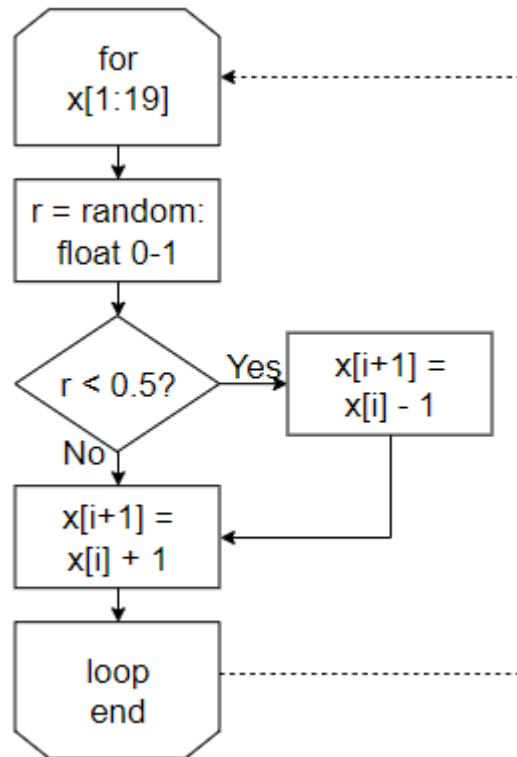 for
x[1:19]
r = random:
float 0-1
r < 0.5?
Yes
x[i+1] =
x[i] - 1
No
x[i+1] =
x[i] + 1
loop
end